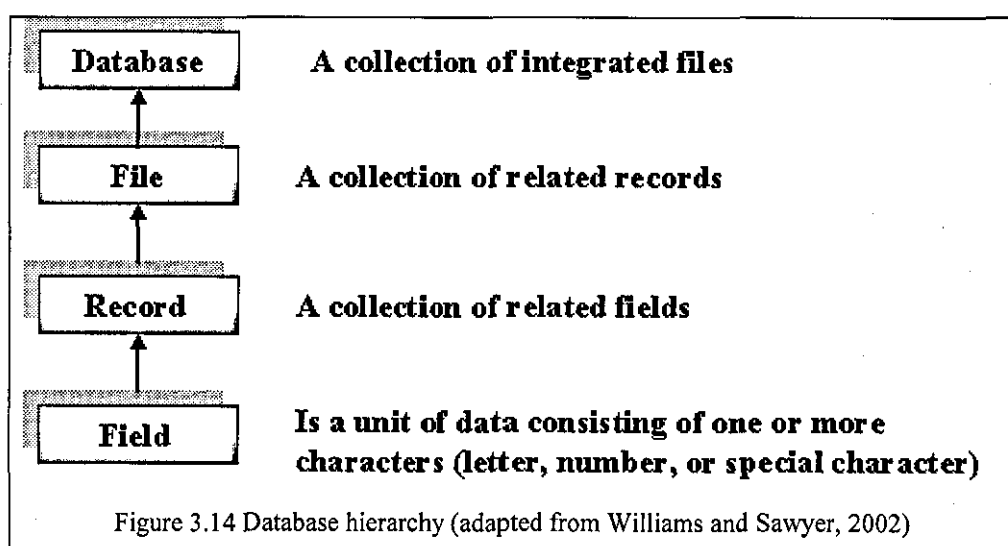 Database
A collection of integrated files
File
A collection of related records
Record
A collection of related fields
Field
Is a unit of data consisting of one or more
characters (letter, number, or special character)
Figure 3.14 Database hierarchy (adapted from Williams and Sawyer, 2002)